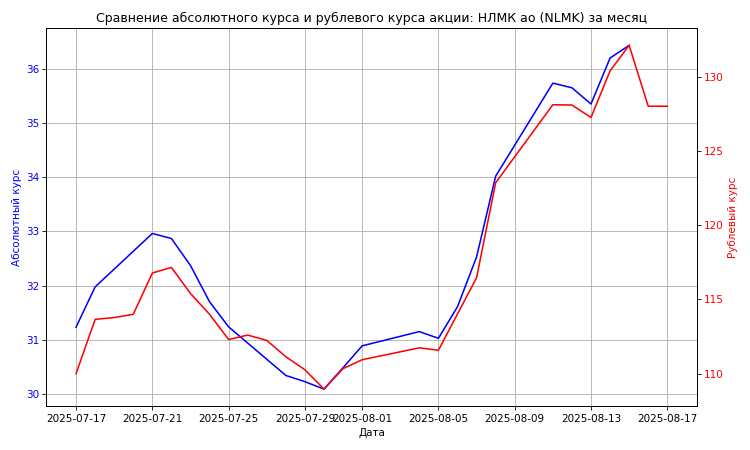 Сравнение абсолютного курса и рублевого курса акции: НЛМК ао (NLMK) за месяц
Абсолютный курс
36
35
34
33
32
31
30
130
125
120
115
110
Рублевый курс
2025-07-17 2025-07-21 2025-07-25 2025-07-29 2025-08-01 2025-08-05 2025-08-09 2025-08-13 2025-08-17
Дата